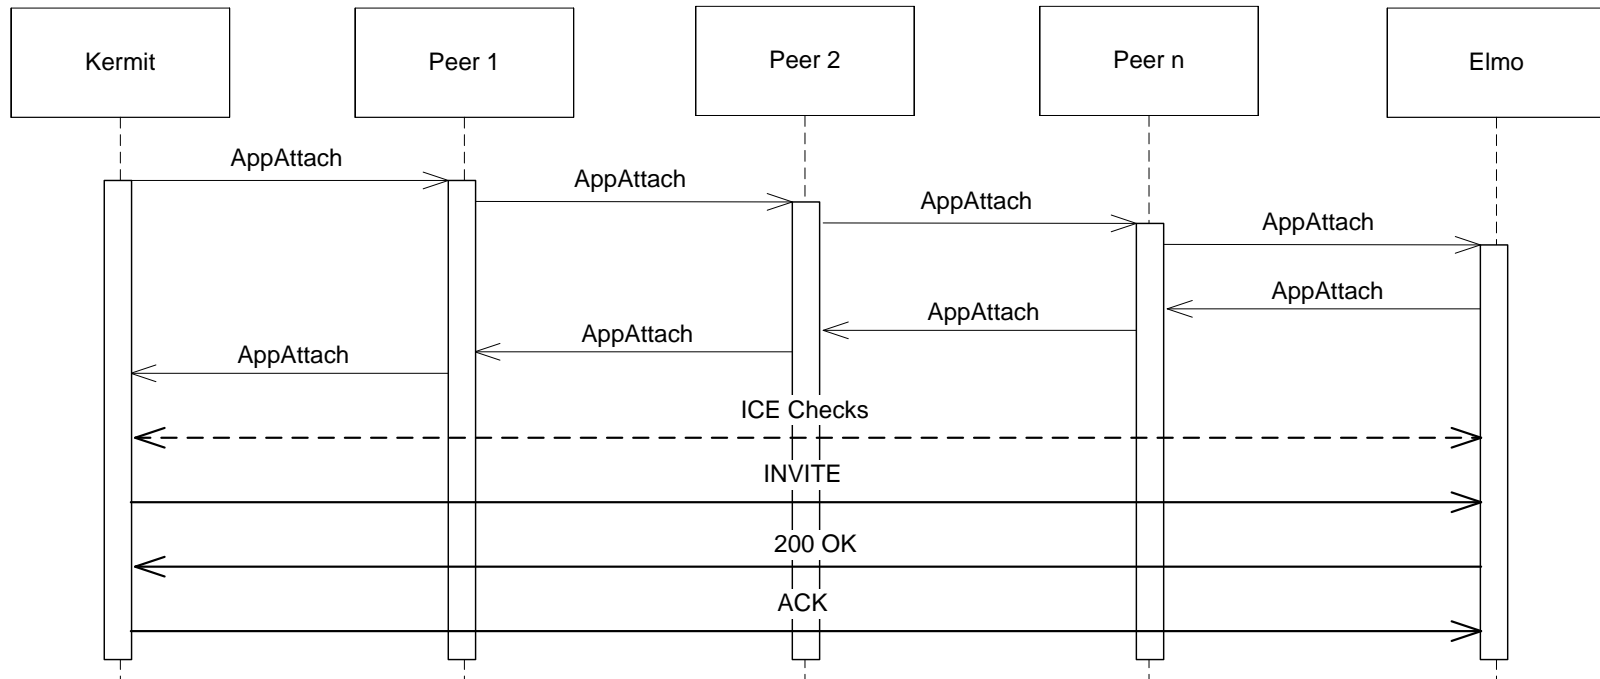 Kermit
Peer 1
Peer 2
Peer n
Elmo
AppAttach
AppAttach
AppAttach
AppAttach
AppAttach
AppAttach
AppAttach
AppAttach
ICE Checks
INVITE
200 OK
ACK